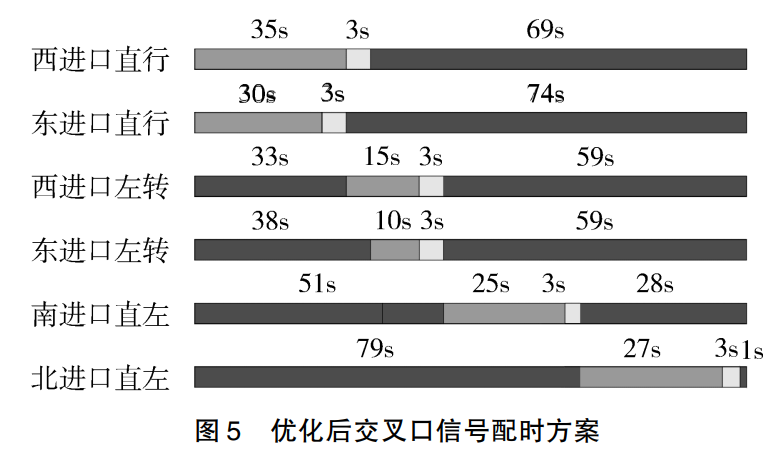 35s 3s 69s
西进口直行
30s 3s 74s
东进口直行
33s 15s 3s 59s
西进口左转
38s 10s 3s 59s
东进口左转
51s 25s 3s 28s
南进口直左
79s 27s 3s 1s
北进口直左
图5 优化后交叉口信号配时方案